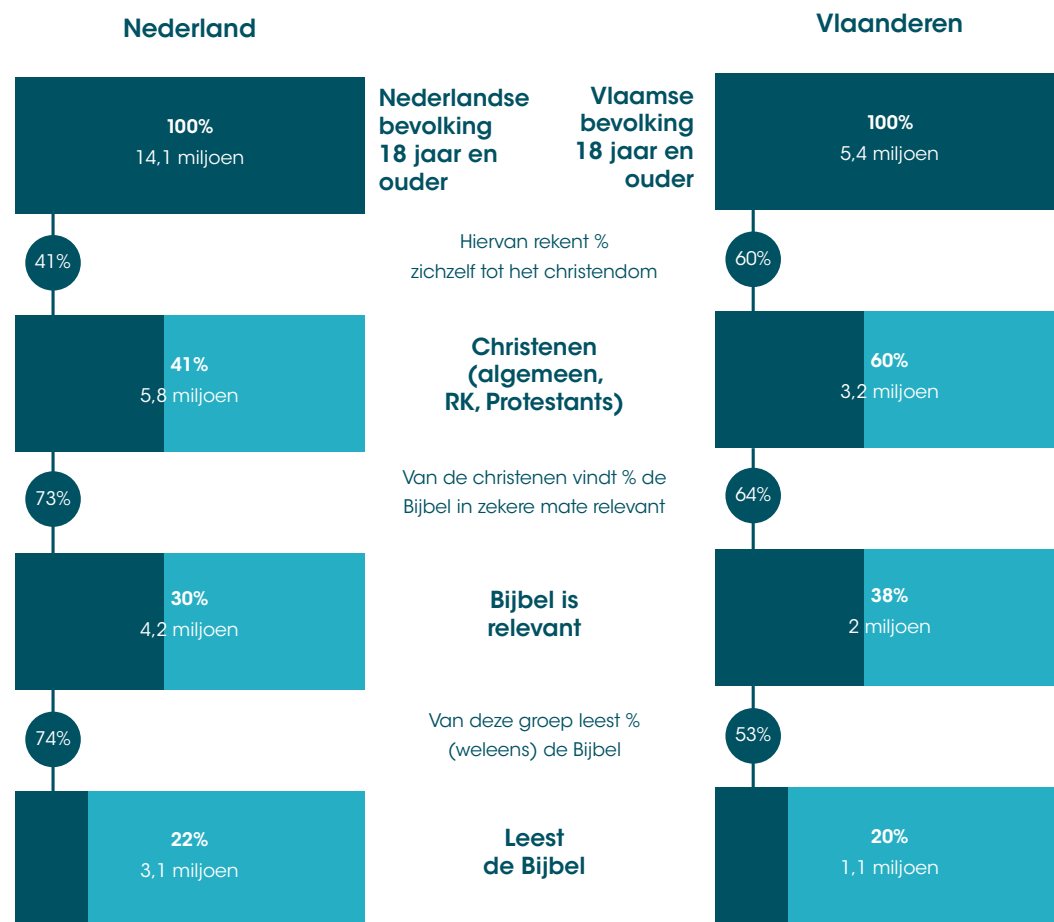 Nederland
Vlaanderen
100%
14,1 miljoen
Nederlandse
bevolking
18 jaar en
ouder
Vlaamse
bevolking
18 jaar en
ouder
100%
5,4 miljoen
41%
Hiervan rekent %
zichzelf tot het christendom
60%
41%
5,8 miljoen
Christenen
(algemeen,
RK, Protestants)
60%
3,2 miljoen
73%
Van de christenen vindt % de
Bijbel in zekere mate relevant
64%
30%
4,2 miljoen
Bijbel is
relevant
38%
2 miljoen
74%
Van deze groep leest %
(weleens) de Bijbel
53%
22%
3,1 miljoen
Leest
de Bijbel
20%
1,1 miljoen